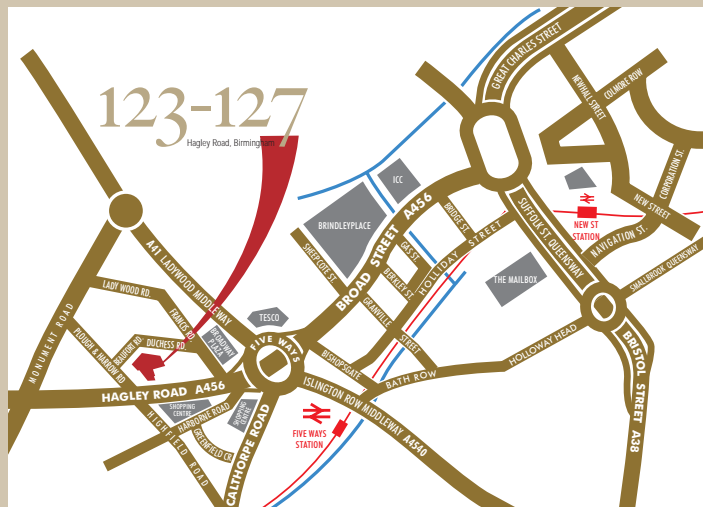 123-127
Hagley Road, Birmingham
GREAT CHARLES STREET
NEWHALL STREET
COLMORE ROW
CORPORATION ST.
NEW STREET
NAVIGATION ST.
NEW ST
STATION
SMALLBROOK QUEENSWAY
SUFFOLK ST. QUEENSWAY
ICC
BRINDLEYPLACE
BROAD STREET A456
BRIDGE ST.
GAS ST.
BERKLEY ST.
HOLLIDAY STREET
SHEEPCOTE ST.
GRANVILLE
STREET
THE MAILBOX
HOLLOWAY HEAD
BATH ROW
BISHOPSGATE
BRISTOL STREET A38
A41 LADYWOOD MIDDLEWAY
LADY WOOD RD.
FRANCIS RD.
TESCO
BROADWAY
PLAZA
FIVE WAYS
MONUMENT ROAD
PLOUGH & HARROW RD.
BEAUFORT RD.
DUCHESS RD.
HAGLEY ROAD A456
SHOPPING
CENTRE
HARBORNE ROAD
SHOPPING
CENTRE
GREENFIELD CR.
HIGHFIELD ROAD
CALTHORPE ROAD
ISLINGTON ROW MIDDLEWAY A4540
FIVE WAYS
STATION